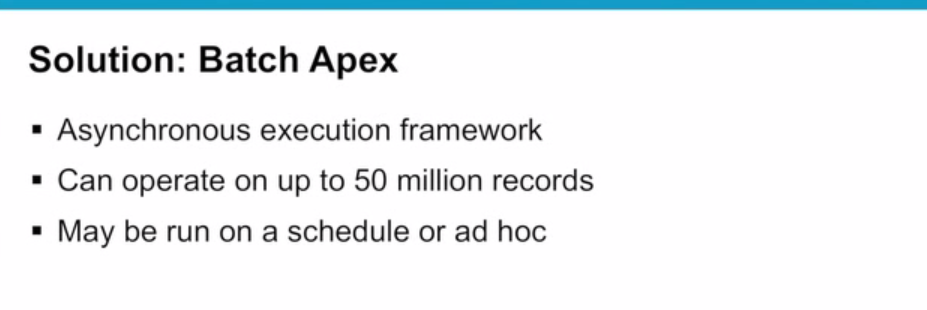 Solution: Batch Apex
▪ Asynchronous execution framework
▪ Can operate on up to 50 million records
▪ May be run on a schedule or ad hoc